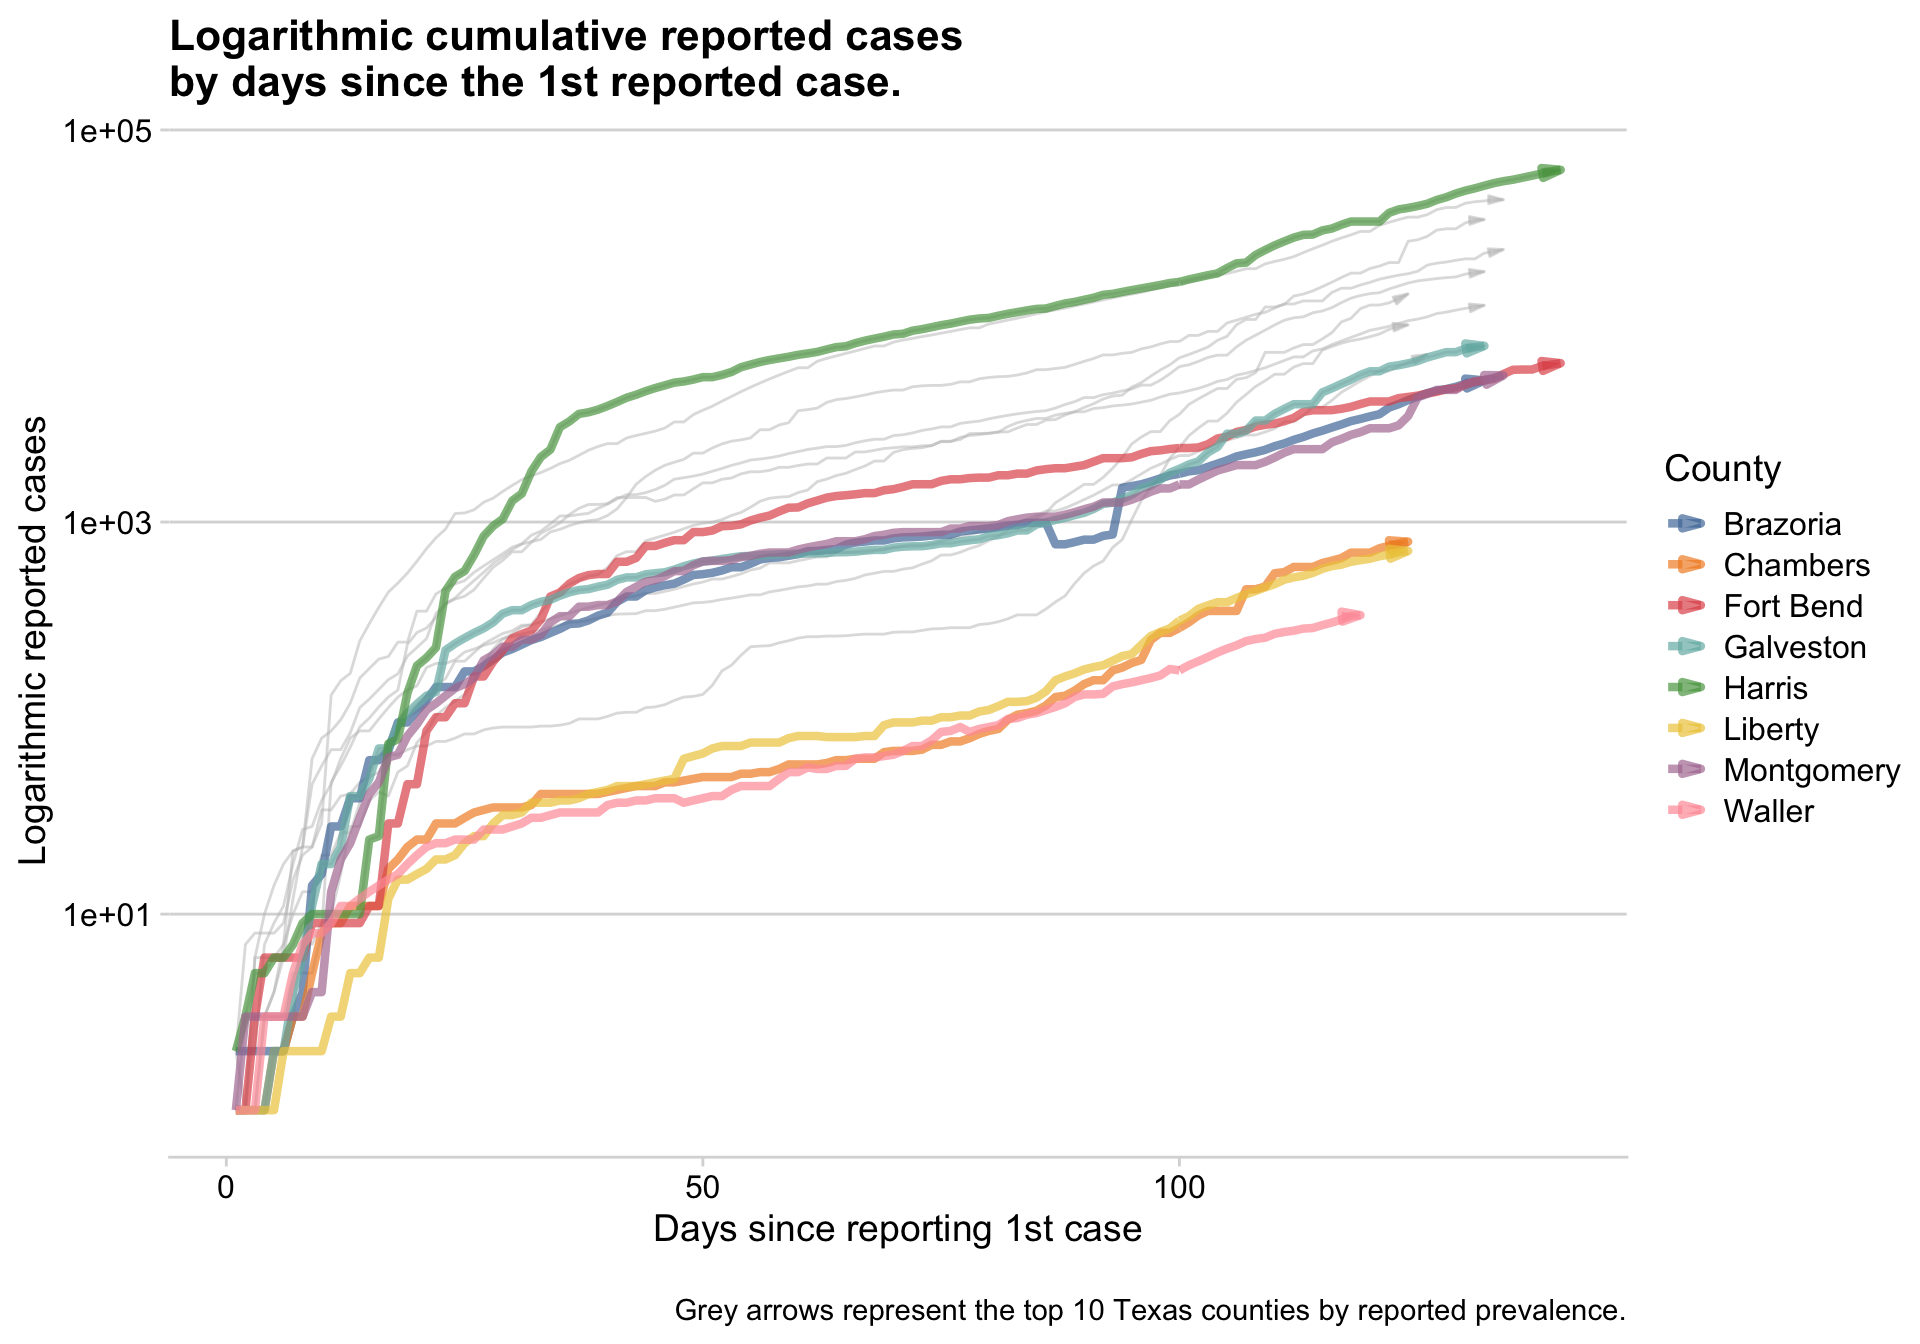 Logarithmic cumulative reported cases
by days since the 1st reported case.
1e+05
1e+03
1e+01
Logarithmic reported cases
0
50
100
Days since reporting 1st case
County
Brazoria
Chambers
Fort Bend
Galveston
Harris
Liberty
Montgomery
Waller
Grey arrows represent the top 10 Texas counties by reported prevalence.